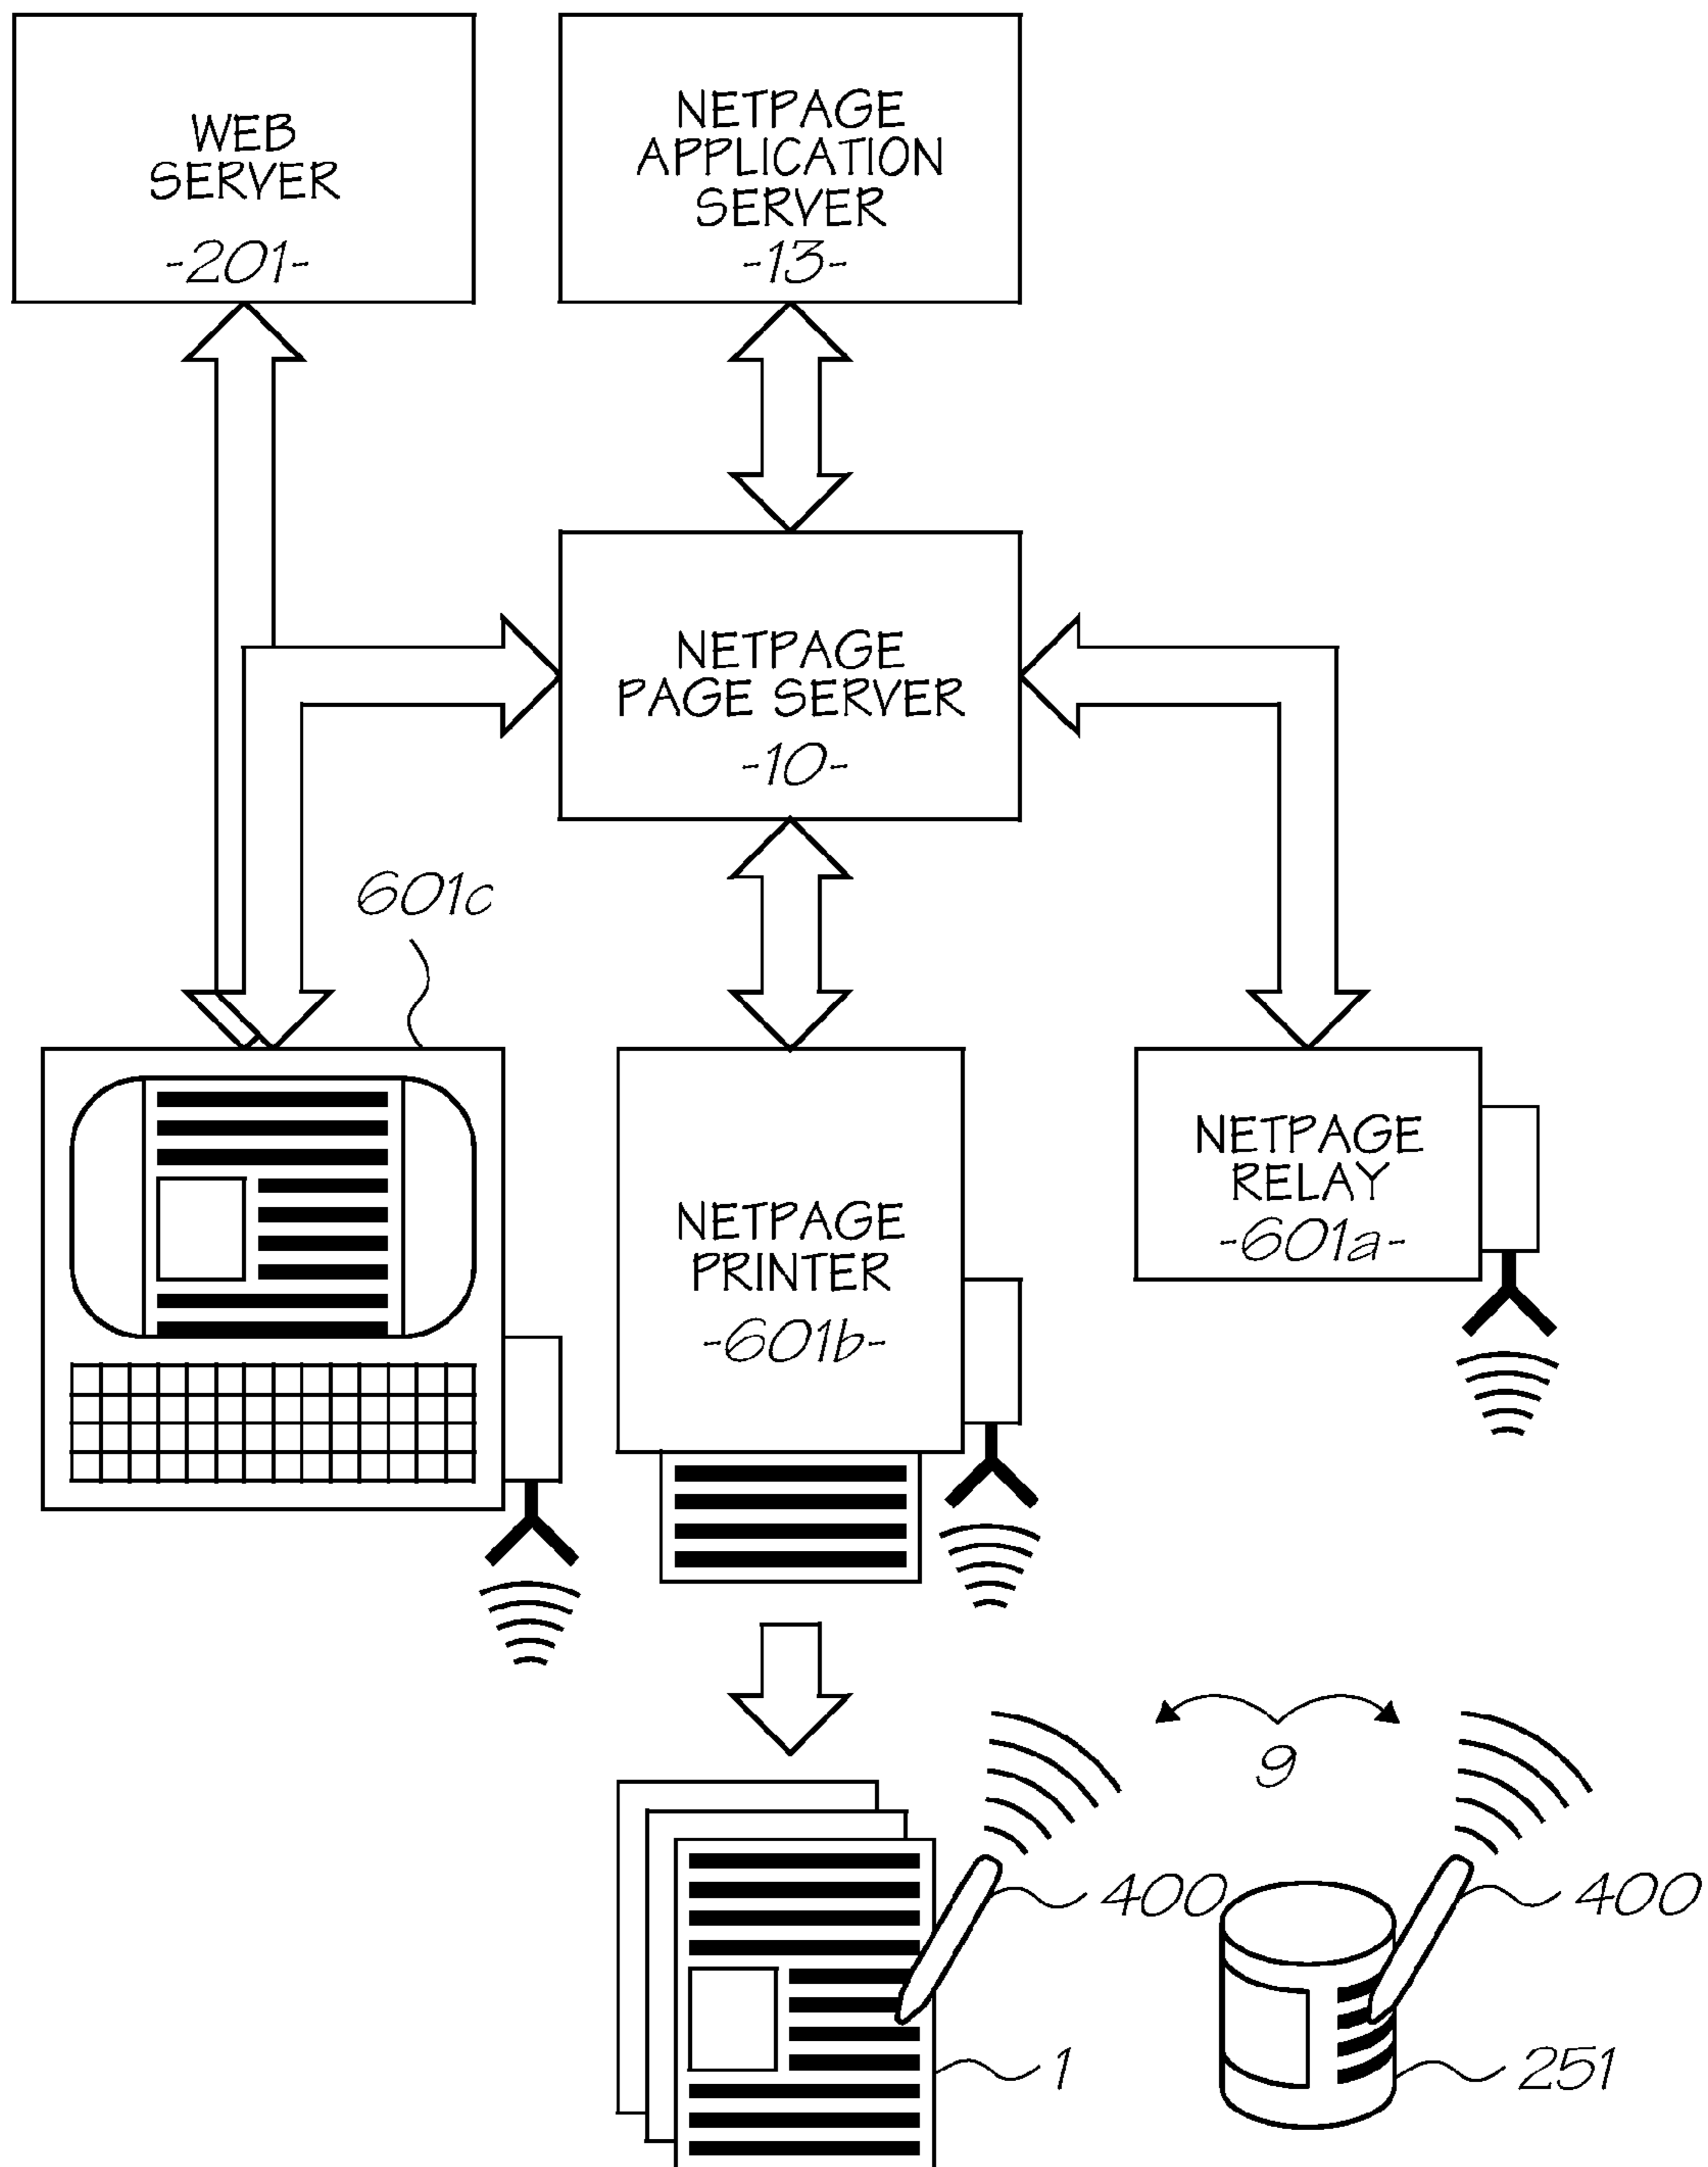 WEB
SERVER
-201-
NETPAGE
APPLICATION
SERVER
-13-
NETPAGE
PAGE SERVER
-10-
601c
NETPAGE
PRINTER
-601b-
NETPAGE
RELAY
-601a-
9
400
400
1
251